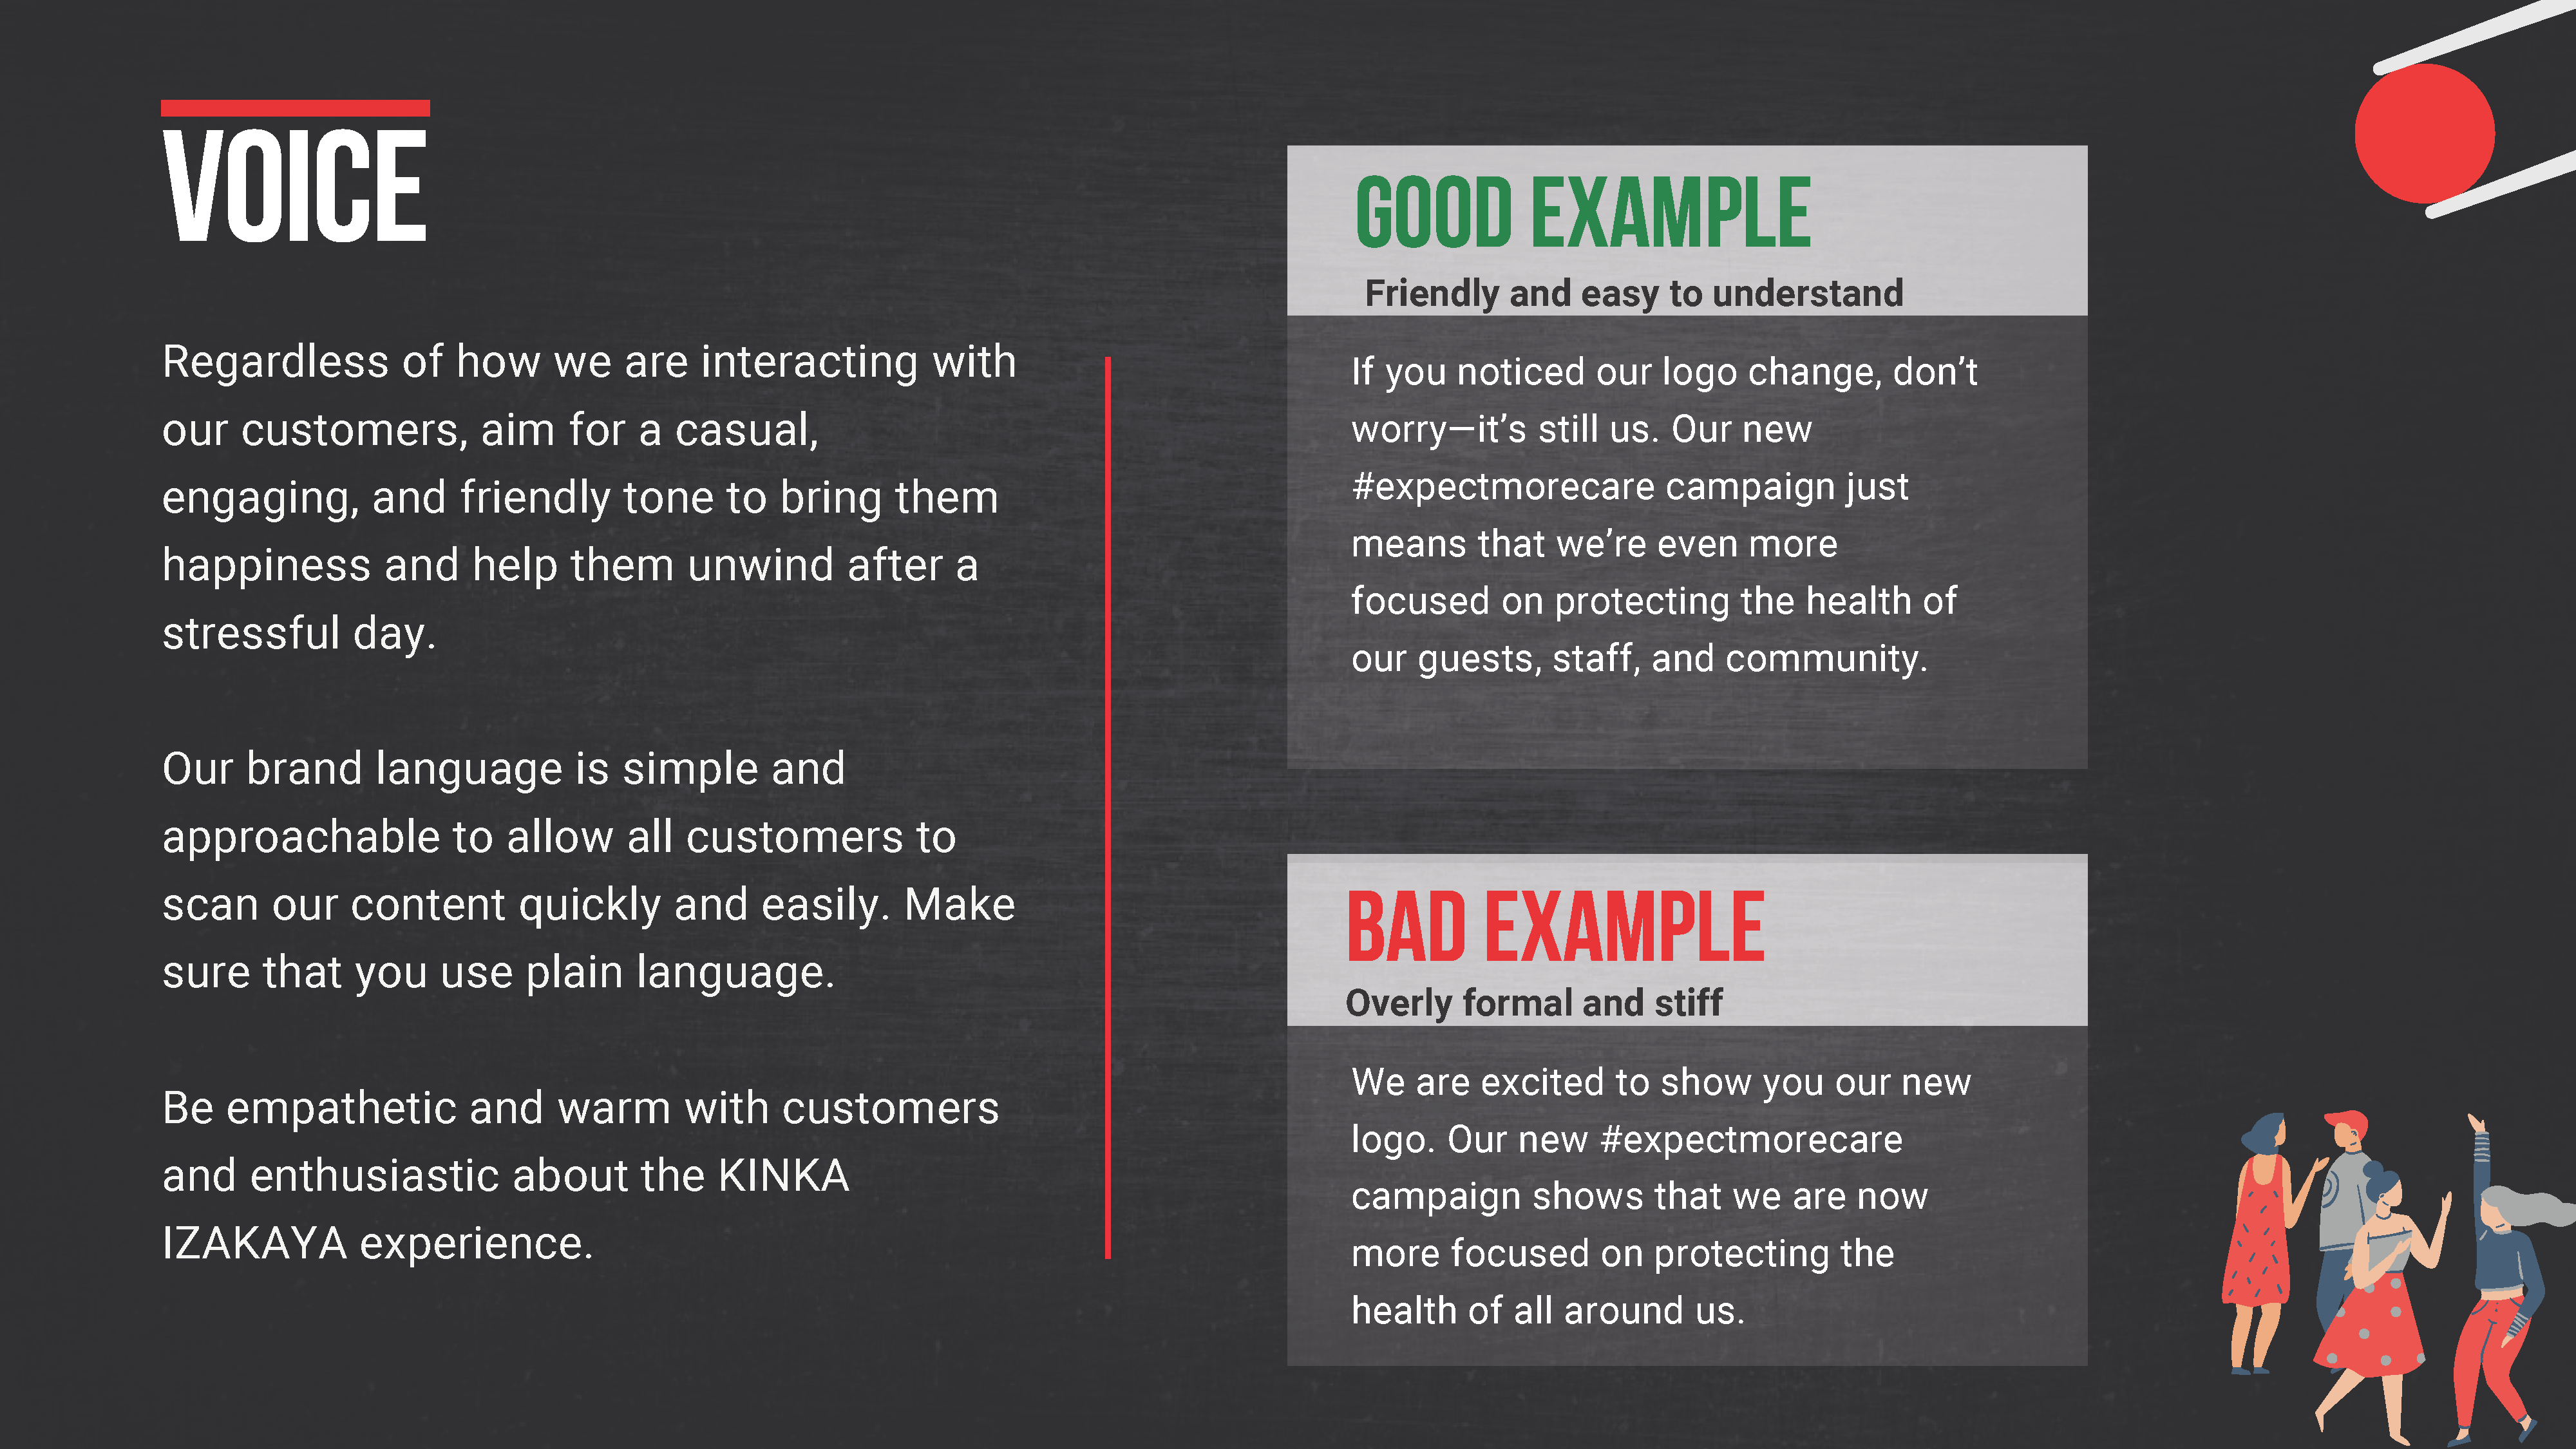 VOICE
Regardless of how we are interacting with
our customers, aim for a casual,
engaging, and friendly tone to bring them
happiness and help them unwind after a
stressful day.
Our brand language is simple and
approachable to allow all customers to
scan our content quickly and easily. Make
sure that you use plain language.
Be empathetic and warm with customers
and enthusiastic about the KINKA
IZAKAYA experience.
GOOD EXAMPLE
Friendly and easy to understand
If you noticed our logo change, don’t
worry—it’s still us. Our new
#expectmorecare campaign just
means that we’re even more
focused on protecting the health of
our guests, staff, and community.
BAD EXAMPLE
Overly formal and stiff
We are excited to show you our new
logo. Our new #expectmorecare
campaign shows that we are now
more focused on protecting the
health of all around us.